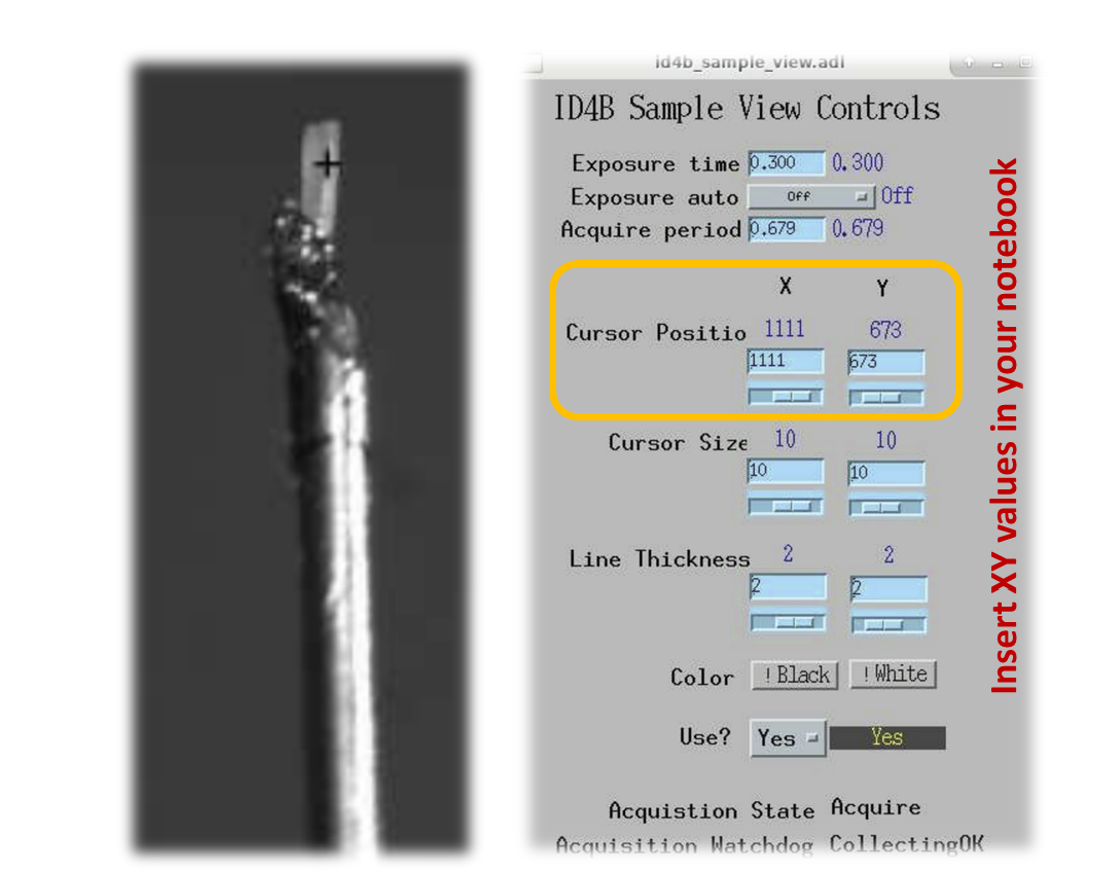 id4b_sample_view.adl
ID4B Sample View Controls
Exposure time 0.300 0.300
Exposure auto Off Off
Acquire period 0.679 0.679
X Y
Cursor Positio 1111 673
1111 673
Cursor Size 10 10
10 10
Line Thickness 2 2
2 2
Color !Black !White
Use? Yes Yes
Acquistion State Acquire
Acquisition Watchdog CollectingOK
Insert XY values in your notebook